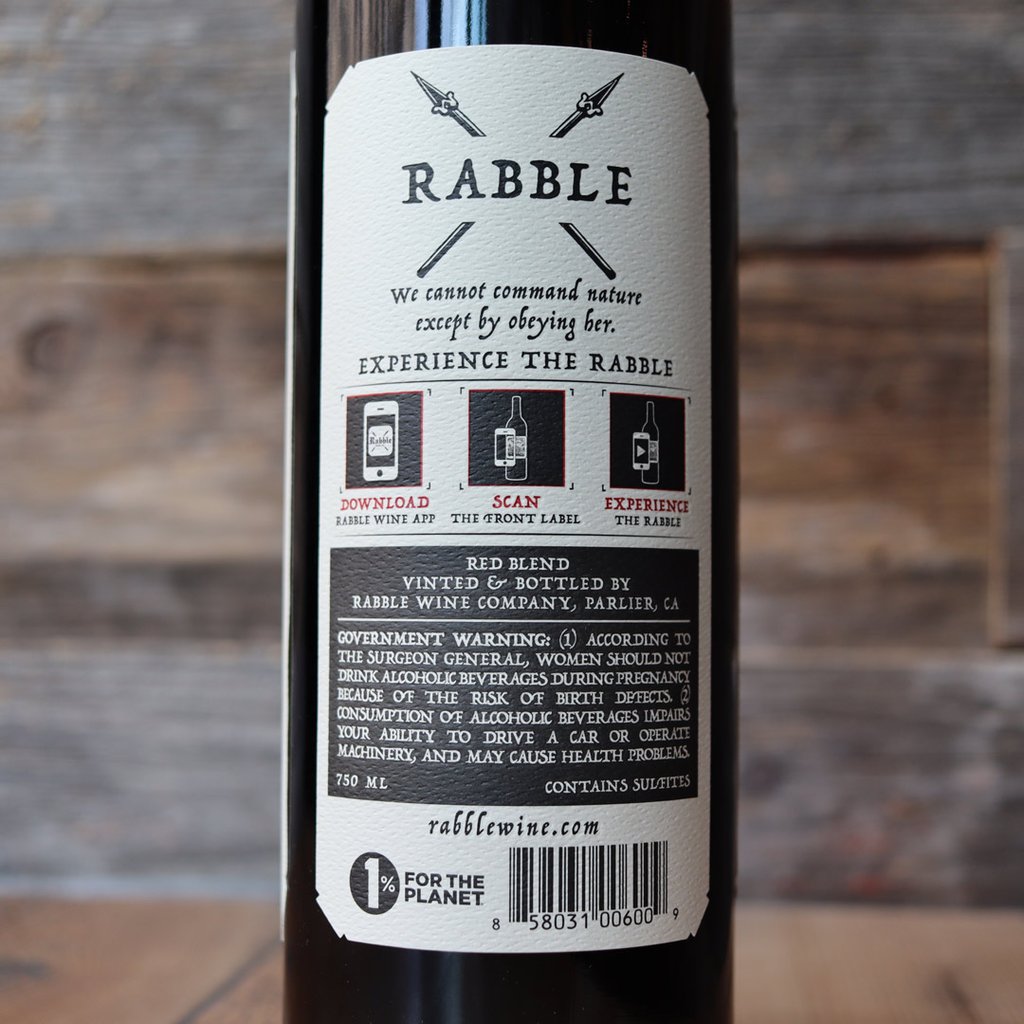 RABBLE
We cannot command nature
except by obeying her.
EXPERIENCE THE RABBLE
Rabble
DOWNLOAD
RABBLE WINE APP
SCAN
THE FRONT LABEL
EXPERIENCE
THE RABBLE
RED BLEND
VINTED & BOTTLED BY
RABBLE WINE COMPANY, PARLIER, CA
GOVERNMENT WARNING: (1) ACCORDING TO
THE SURGEON GENERAL, WOMEN SHOULD NOT
DRINK ALCOHOLIC BEVERAGES DURING PREGNANCY
BECAUSE OF THE RISK OF BIRTH DEFECTS. (2)
CONSUMPTION OF ALCOHOLIC BEVERAGES IMPAIRS
YOUR ABILITY TO DRIVE A CAR OR OPERATE
MACHINERY, AND MAY CAUSE HEALTH PROBLEMS.
750 ML CONTAINS SULFITES
rabblewine.com
1% FOR THE
PLANET
8 58031 00600 9